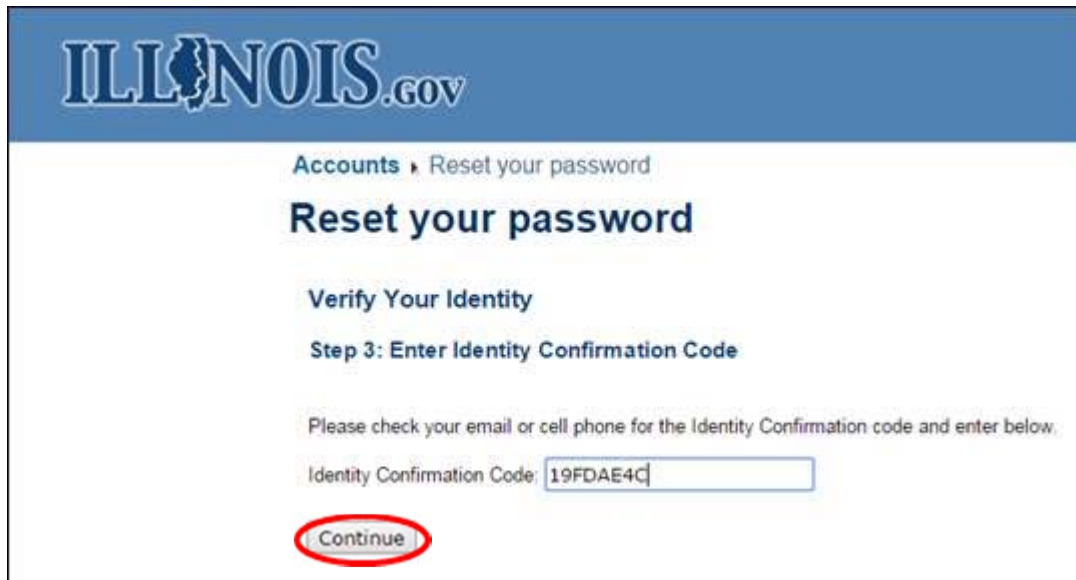 ILLINOIS.GOV
Accounts ▸ Reset your password
Reset your password
Verify Your Identity
Step 3: Enter Identity Confirmation Code
Please check your email or cell phone for the Identity Confirmation code and enter below.
Identity Confirmation Code: 19FDAE4C
Continue